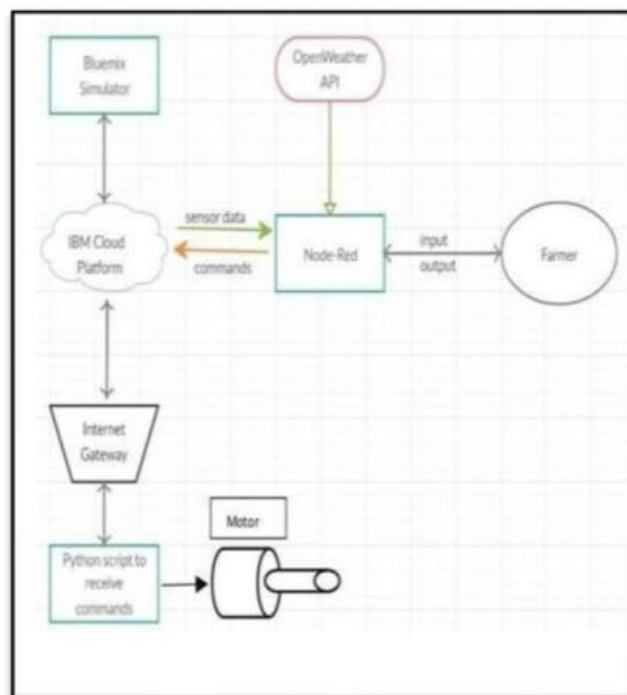 Bluemix
Simulator
OpenWeather
API
sensor data
IBM Cloud
Platform
commands
Node-Red
input
output
Farmer
Internet
Gateway
Motor
Python script to
receive
commands